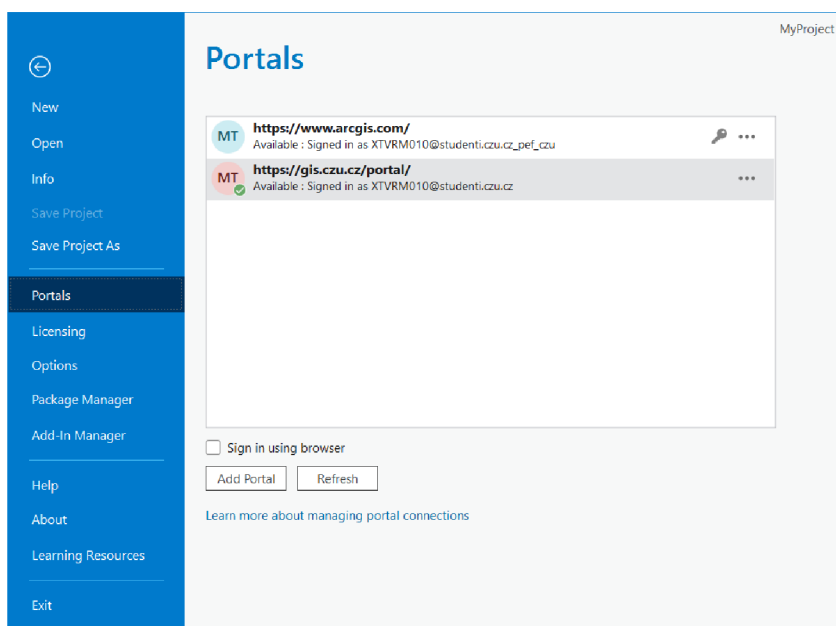 MyProject
Portals
New
Open
Info
Save Project
Save Project As
Portals
Licensing
Options
Package Manager
Add-In Manager
Help
About
Learning Resources
Exit
MT
https://www.arcgis.com/
Available : Signed in as XTVRM010@studenti.czu.cz_pef_czu
MT
https://gis.czu.cz/portal/
Available : Signed in as XTVRM010@studenti.czu.cz
Sign in using browser
Add Portal
Refresh
Learn more about managing portal connections